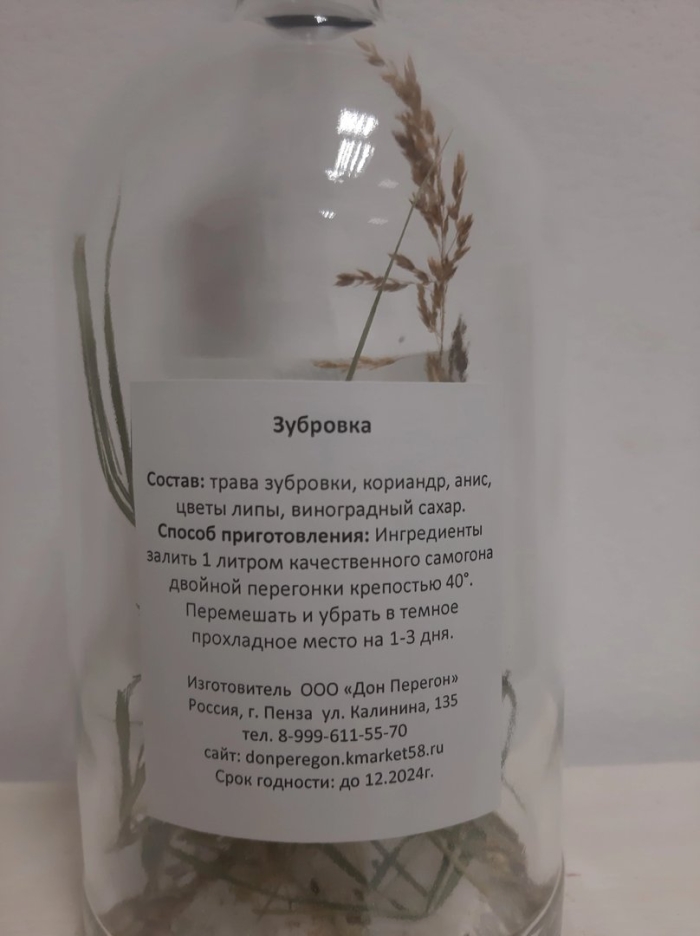 Зубровка
Состав: трава зубровки, кориандр, анис,
цветы липы, виноградный сахар.
Способ приготовления: Ингредиенты
залить 1 литром качественного самогона
двойной перегонки крепостью 40°.
Перемешать и убрать в темное
прохладное место на 1-3 дня.
Изготовитель ООО «Дон Перегон»
Россия, г. Пенза ул. Калинина, 135
тел. 8-999-611-55-70
сайт: donperegon.kmarket58.ru
Срок годности: до 12.2024г.